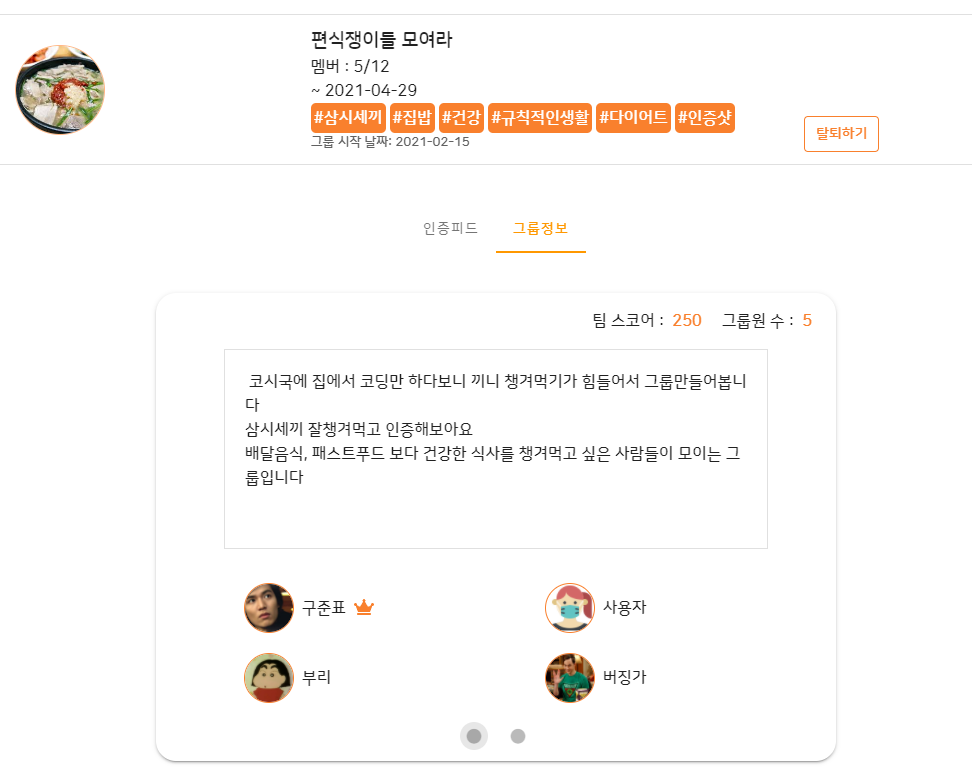 편식쟁이들 모여라
멤버 : 5/12
~ 2021-04-29
#삼시세끼 #집밥 #건강 #규칙적인생활 #다이어트 #인증샷
그룹 시작 날짜: 2021-02-15
탈퇴하기
인증피드 그룹정보
팀 스코어 : 250 그룹원 수 : 5
코시국에 집에서 코딩만 하다보니 끼니 챙겨먹기가 힘들어서 그룹만들어봅니
다
삼시세끼 잘챙겨먹고 인증해보아요
배달음식, 패스트푸드 보다 건강한 식사를 챙겨먹고 싶은 사람들이 모이는 그
룹입니다
구준표 사용자
부리 버징가